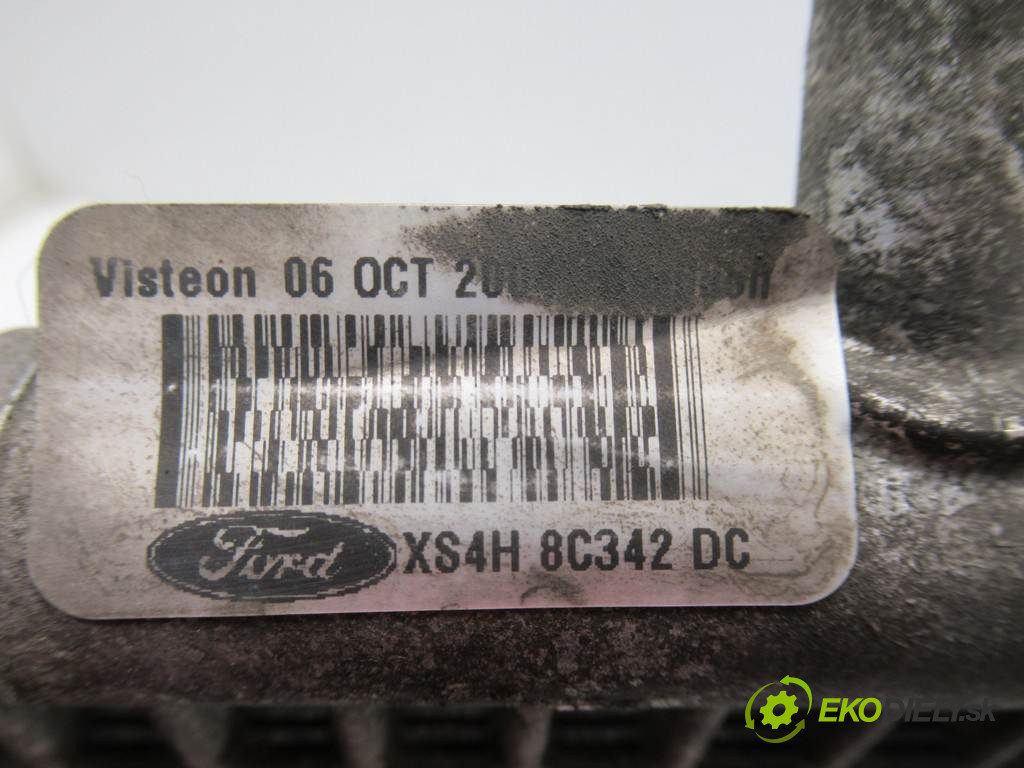 Visteon 06 OCT
Ford XS4H 8C342 DC
EKODIELY.SK